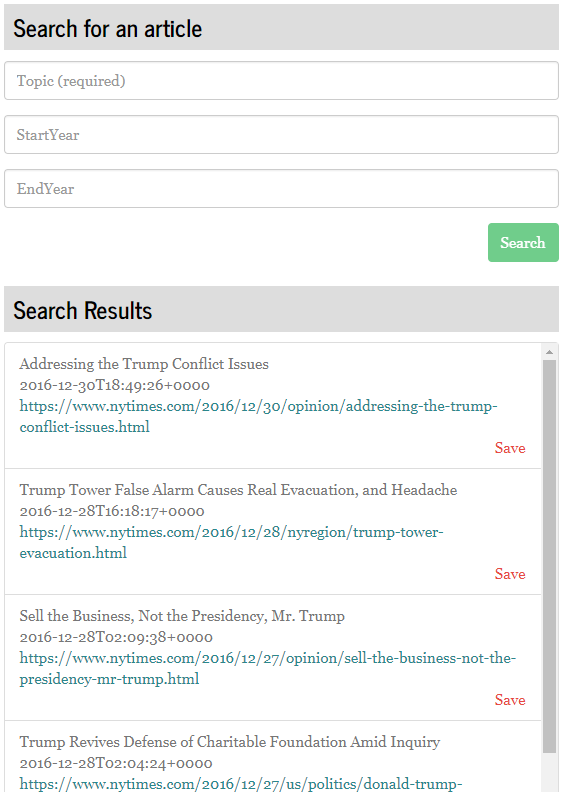 Search for an article
Topic (required)
StartYear
EndYear
Search
Search Results
Addressing the Trump Conflict Issues
2016-12-30T18:49:26+0000
https://www.nytimes.com/2016/12/30/opinion/addressing-the-trump-
conflict-issues.html
Save
Trump Tower False Alarm Causes Real Evacuation, and Headache
2016-12-28T16:18:17+0000
https://www.nytimes.com/2016/12/28/nyregion/trump-tower-
evacuation.html
Save
Sell the Business, Not the Presidency, Mr. Trump
2016-12-28T02:09:38+0000
https://www.nytimes.com/2016/12/27/opinion/sell-the-business-not-the-
presidency-mr-trump.html
Save
Trump Revives Defense of Charitable Foundation Amid Inquiry
2016-12-28T02:04:24+0000
https://www.nytimes.com/2016/12/27/us/politics/donald-trump-